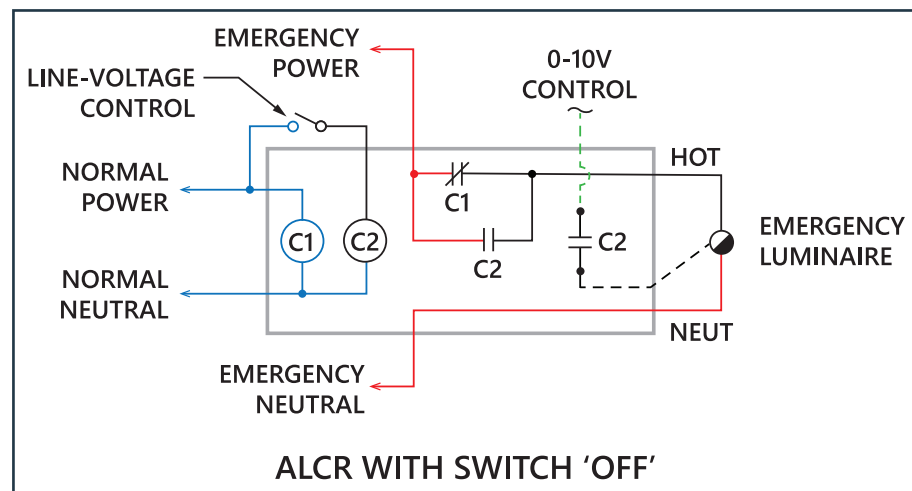 EMERGENCY
POWER
0-10V
CONTROL
LINE-VOLTAGE
CONTROL
HOT
NORMAL
POWER
C1
C1
C2
C2
C2
EMERGENCY
LUMINAIRE
NORMAL
NEUTRAL
NEUT
EMERGENCY
NEUTRAL
ALCR WITH SWITCH ‘OFF’